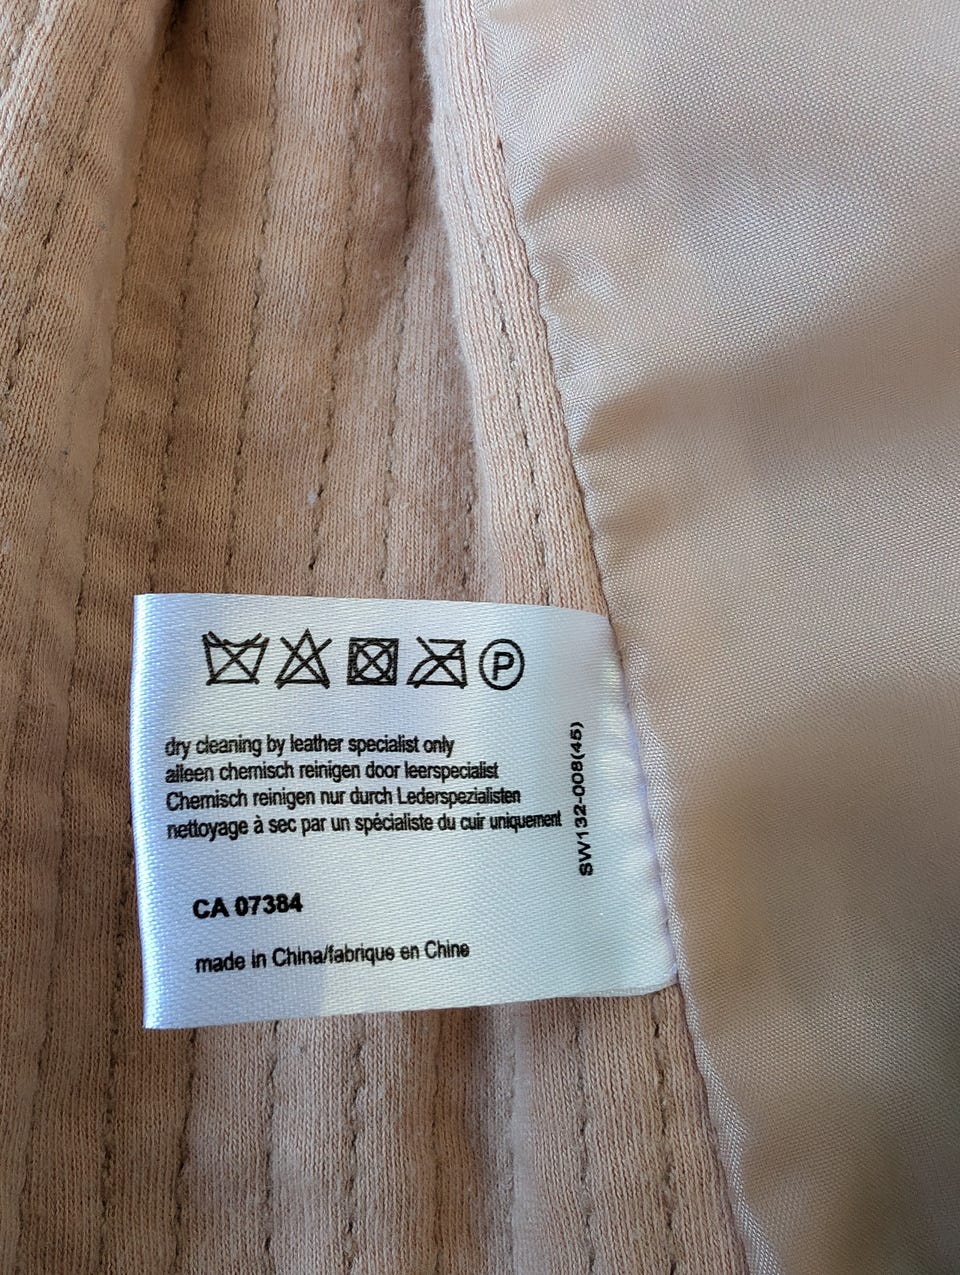 P
dry cleaning by leather specialist only
alleen chemisch reinigen door leerspecialist
Chemisch reinigen nur durch Lederspezialisten
nettoyage à sec par un spécialiste du cuir uniquement
SW132-008(45)
CA 07384
made in China/fabrique en Chine